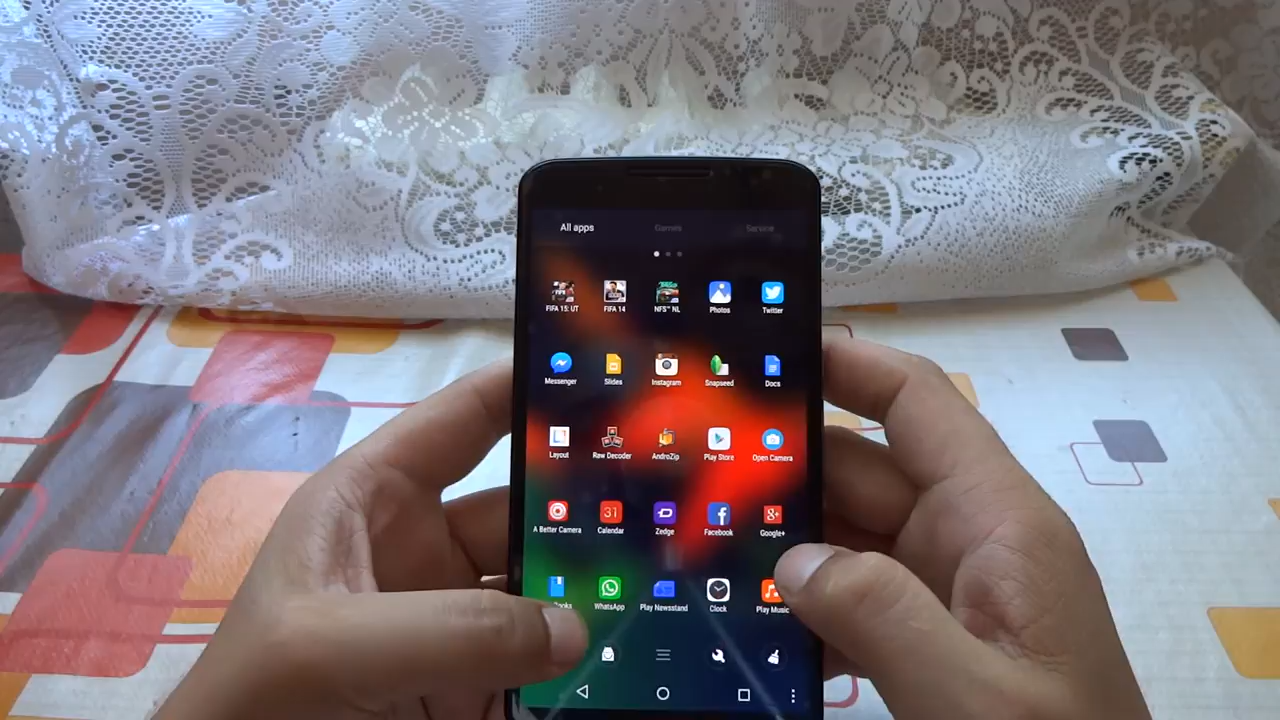 All apps Games Service
FIFA 15: UT FIFA 14 NFS™ NL Photos Twitter
Messenger Slides Instagram Snapseed Docs
Layout Raw Decoder AndroZip Play Store Open Camera
31
A Better Camera Calendar Zedge Facebook Google+
WhatsApp Play Newsstand Clock Play Music